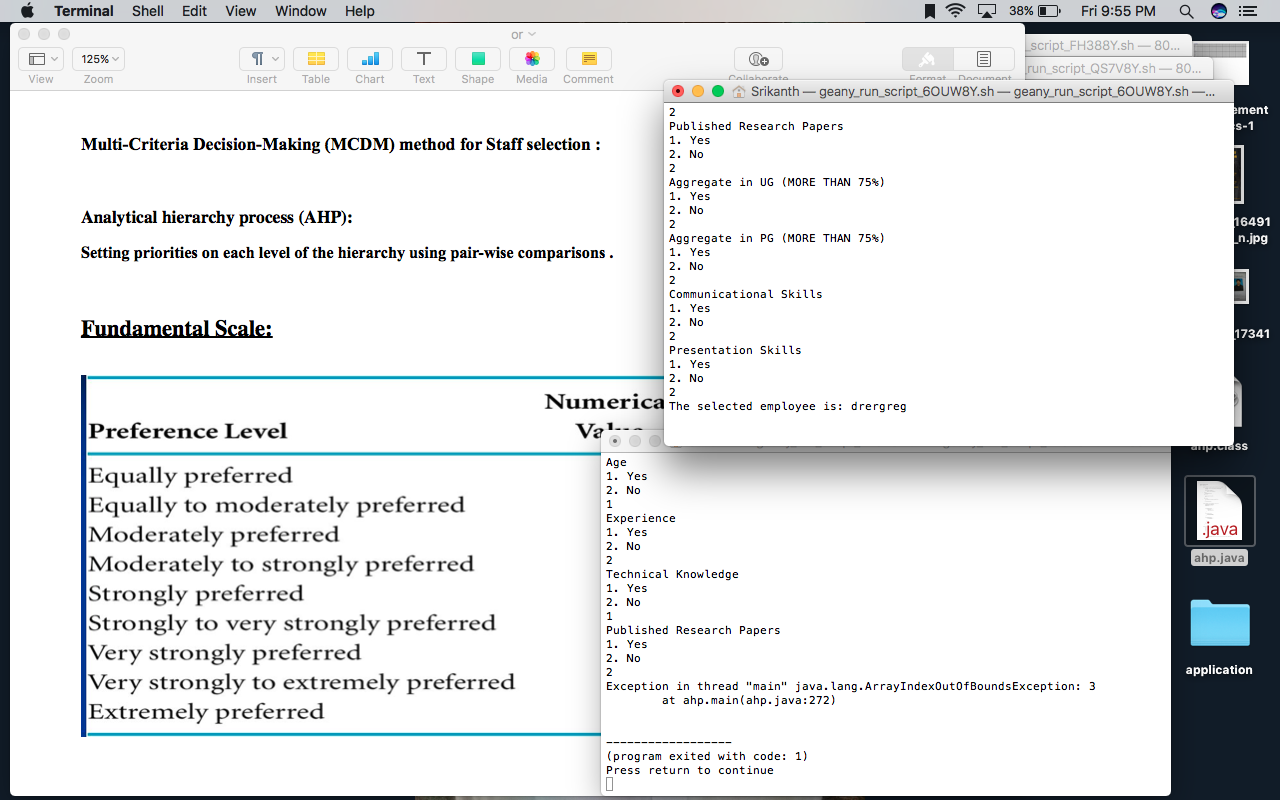 Terminal Shell Edit View Window Help 38% Fri 9:55 PM
or
125%
View Zoom Insert Table Chart Text Shape Media Comment Collaborate Format Document
_script_FH388Y.sh — 80...
run_script_QS7V8Y.sh — 80...
Multi-Criteria Decision-Making (MCDM) method for Staff selection :
Analytical hierarchy process (AHP):
Setting priorities on each level of the hierarchy using pair-wise comparisons .
Fundamental Scale:
Numerica
Preference Level Value
Equally preferred
Equally to moderately preferred
Moderately preferred
Moderately to strongly preferred
Strongly preferred
Strongly to very strongly preferred
Very strongly preferred
Very strongly to extremely preferred
Extremely preferred
Srikanth — geany_run_script_6OUW8Y.sh — geany_run_script_6OUW8Y.sh —...
2
Published Research Papers
1. Yes
2. No
2
Aggregate in UG (MORE THAN 75%)
1. Yes
2. No
2
Aggregate in PG (MORE THAN 75%)
1. Yes
2. No
2
Communicational Skills
1. Yes
2. No
2
Presentation Skills
1. Yes
2. No
2
The selected employee is: drergreg
Age
1. Yes
2. No
1
Experience
1. Yes
2. No
2
Technical Knowledge
1. Yes
2. No
1
Published Research Papers
1. Yes
2. No
2
Exception in thread "main" java.lang.ArrayIndexOutOfBoundsException: 3
at ahp.main(ahp.java:272)
------------------
(program exited with code: 1)
Press return to continue
ement
cs-1
16491
_n.jpg
_17341
ahp.class
.java
ahp.java
application